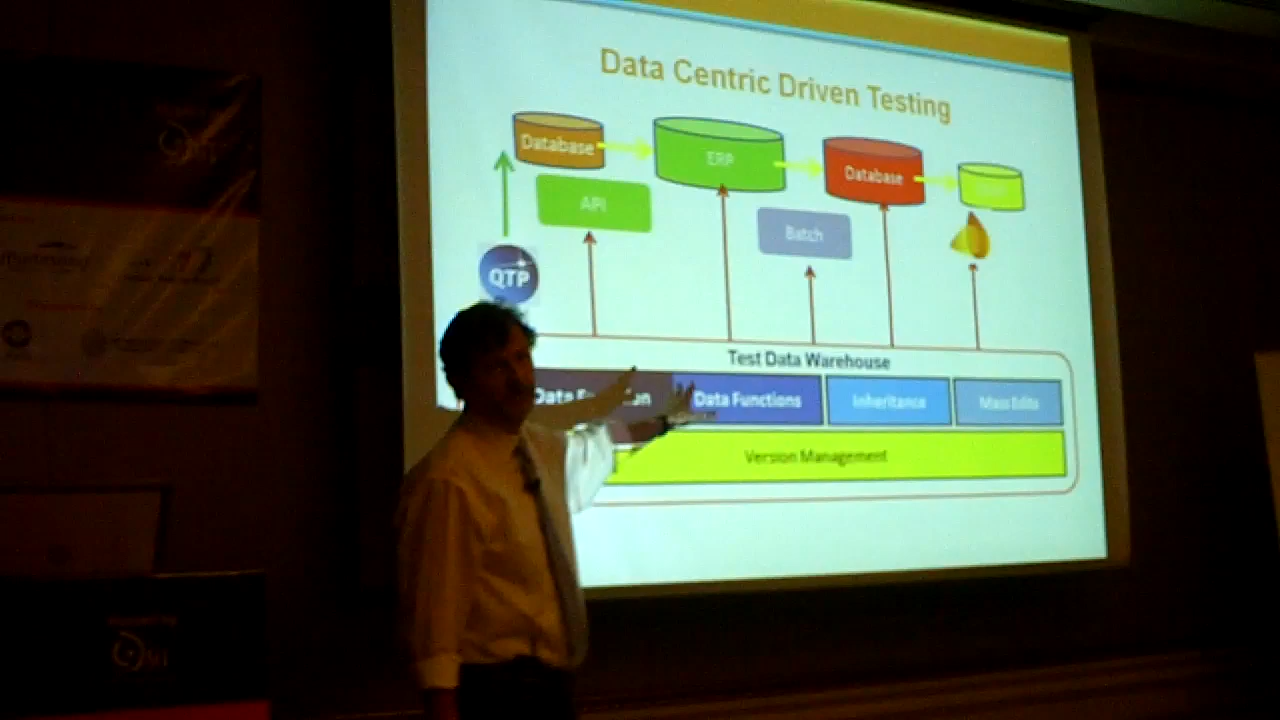 Data Centric Driven Testing
Database
ERP
Database
API
Batch
QTP
Test Data Warehouse
Data Functions
Inheritance
Mass Edits
Version Management